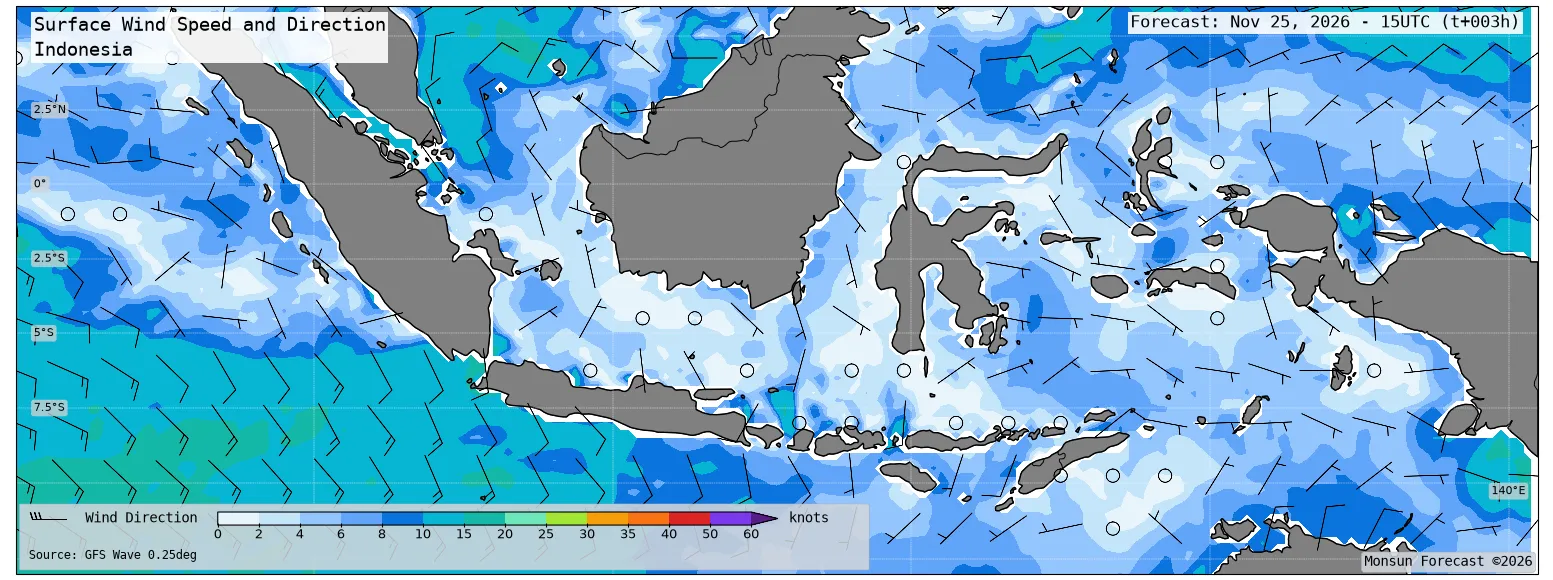 Surface Wind Speed and Direction
Indonesia
Forecast: Nov 25, 2026 - 15UTC (t+003h)
2.5°N
0°
2.5°S
5°S
7.5°S
140°E
Wind Direction
0 2 4 6 8 10 15 20 25 30 35 40 50 60
knots
Source: GFS Wave 0.25deg
Monsun Forecast ©2026